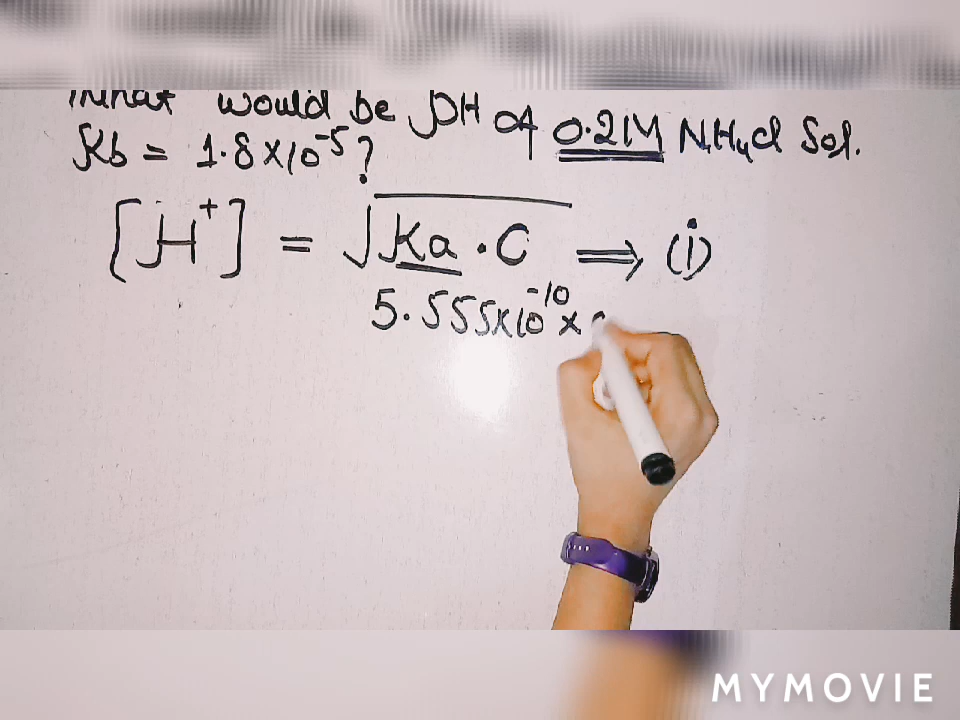 What would be pH of 0.2M NH₄Cl Sol.
Kb = 1.8×10⁻⁵?
[H⁺] = √Ka · C ⟹ (i)
5.555×10⁻¹⁰×
MYMOVIE